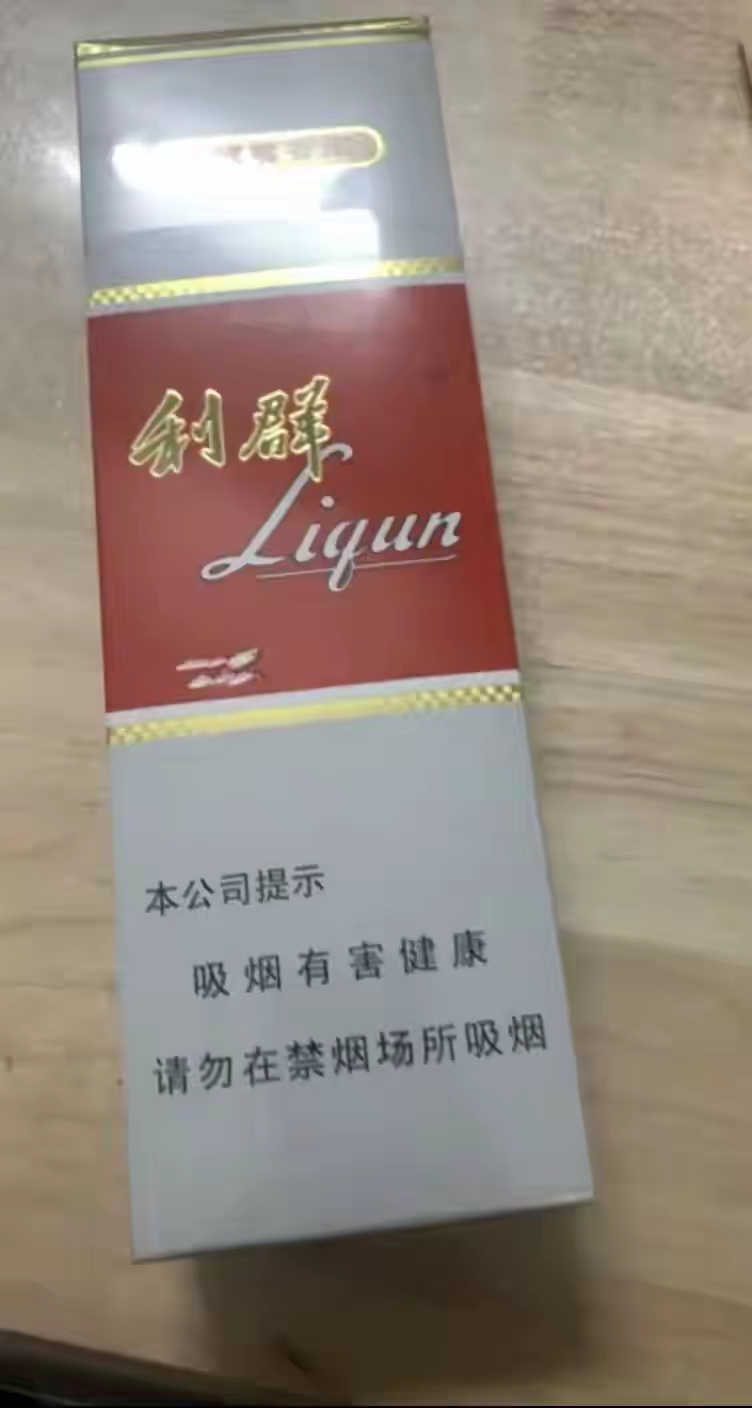 利群
Liqun
本公司提示
吸烟有害健康
请勿在禁烟场所吸烟